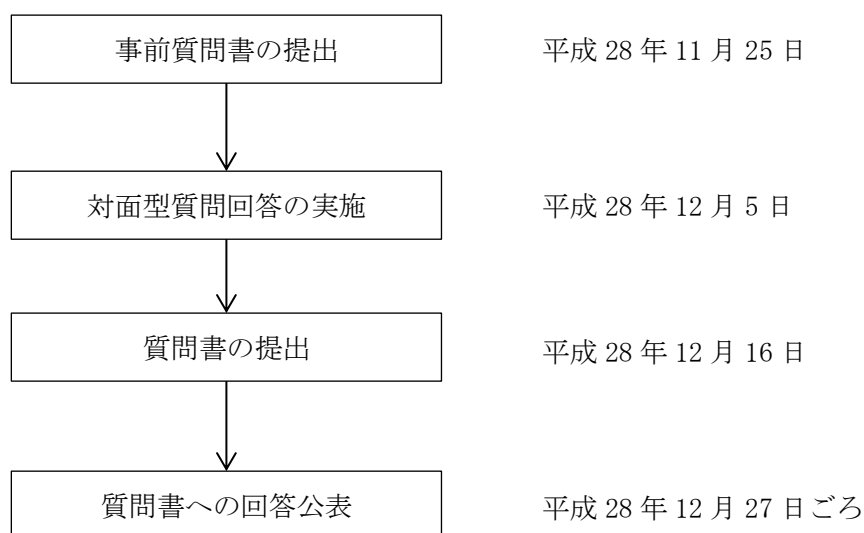 事前質問書の提出 平成 28 年 11 月 25 日
対面型質問回答の実施 平成 28 年 12 月 5 日
質問書の提出 平成 28 年 12 月 16 日
質問書への回答公表 平成 28 年 12 月 27 日ごろ